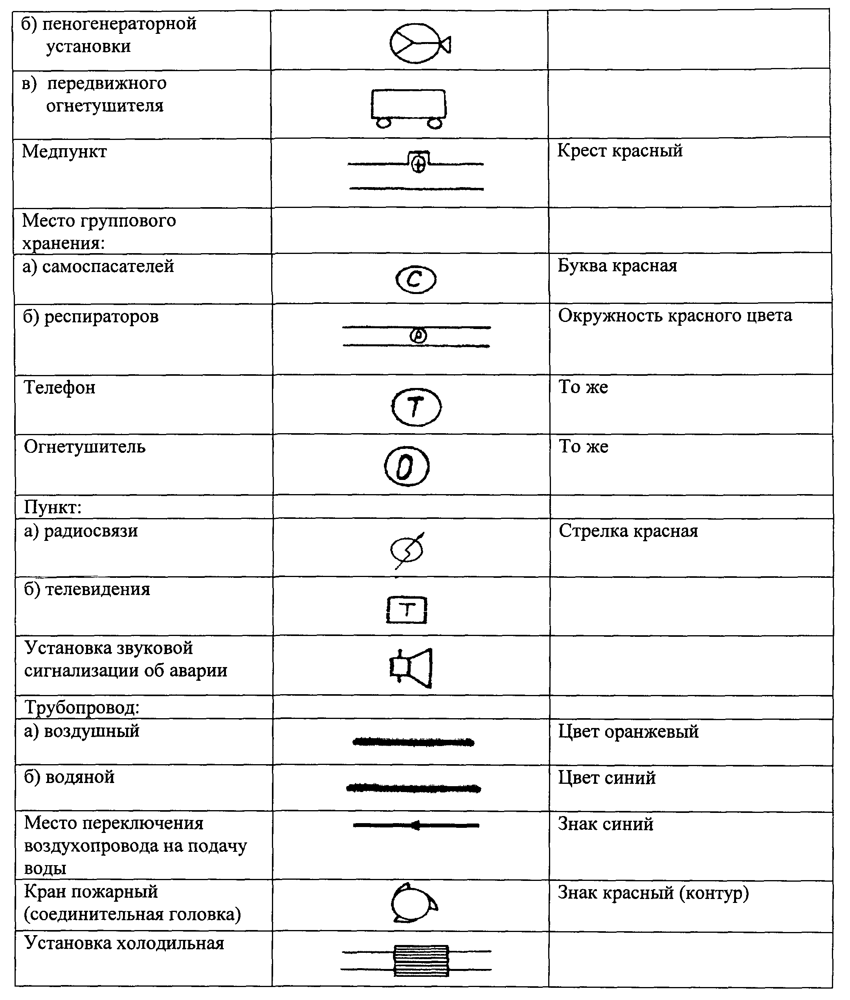 б) пеногенераторной
установки
в) передвижного
огнетушителя
Медпункт
Крест красный
Место группового
хранения:
а) самоспасателей
С
Буква красная
б) респираторов
Р
Окружность красного цвета
Телефон
Т
То же
Огнетушитель
О
То же
Пункт:
а) радиосвязи
Стрелка красная
б) телевидения
Т
Установка звуковой
сигнализации об аварии
Трубопровод:
а) воздушный
Цвет оранжевый
б) водяной
Цвет синий
Место переключения
воздухопровода на подачу
воды
Знак синий
Кран пожарный
(соединительная головка)
Знак красный (контур)
Установка холодильная